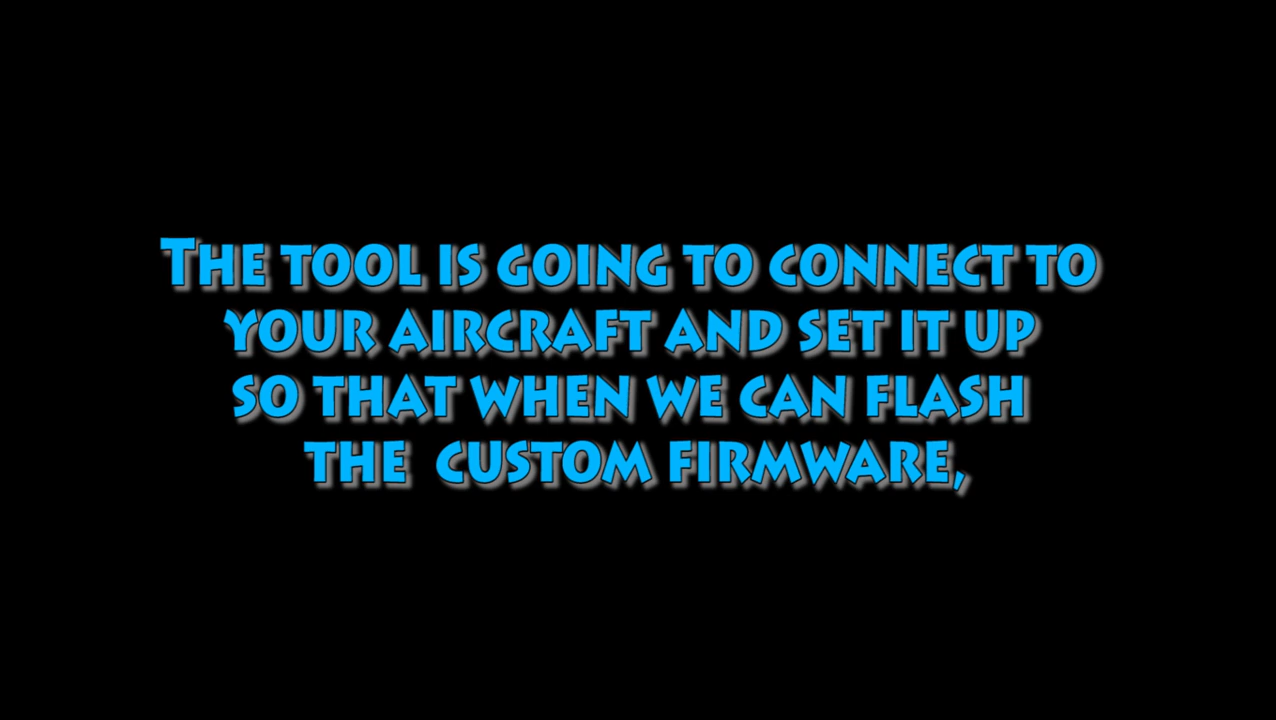 The tool is going to connect to
your aircraft and set it up
so that when we can flash
the  custom firmware,